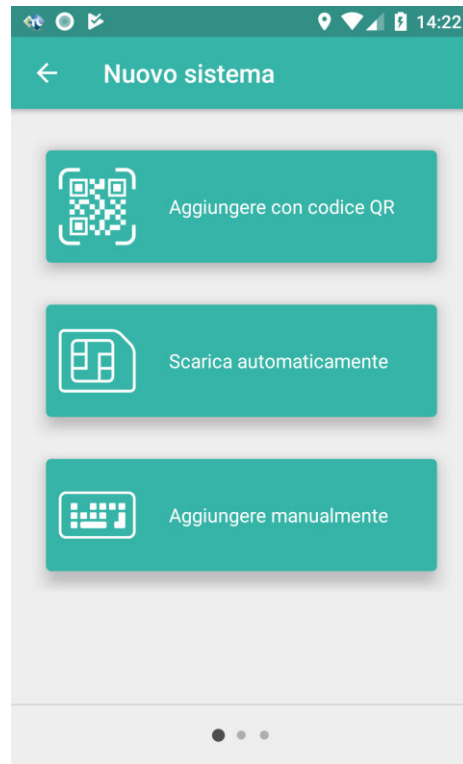 14:22
Nuovo sistema
Aggiungere con codice QR
Scarica automaticamente
Aggiungere manualmente